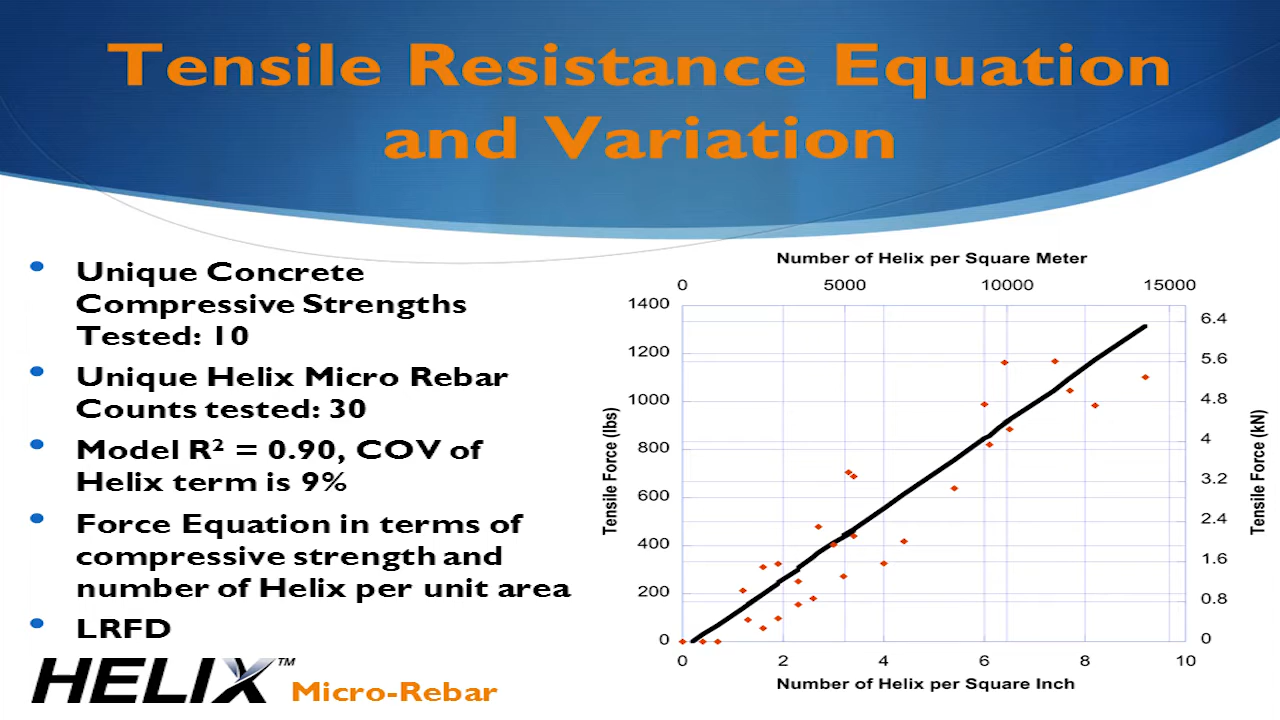 Tensile Resistance Equation
and Variation
• Unique Concrete
Compressive Strengths
Tested: 10
• Unique Helix Micro Rebar
Counts tested: 30
• Model R² = 0.90, COV of
Helix term is 9%
• Force Equation in terms of
compressive strength and
number of Helix per unit area
• LRFD
HELIX™ Micro-Rebar
Number of Helix per Square Meter
0 5000 10000 15000
Tensile Force (lbs)
1400
1200
1000
800
600
400
200
0
6.4
5.6
4.8
4
3.2
2.4
1.6
0.8
0
Tensile Force (kN)
0 2 4 6 8 10
Number of Helix per Square Inch